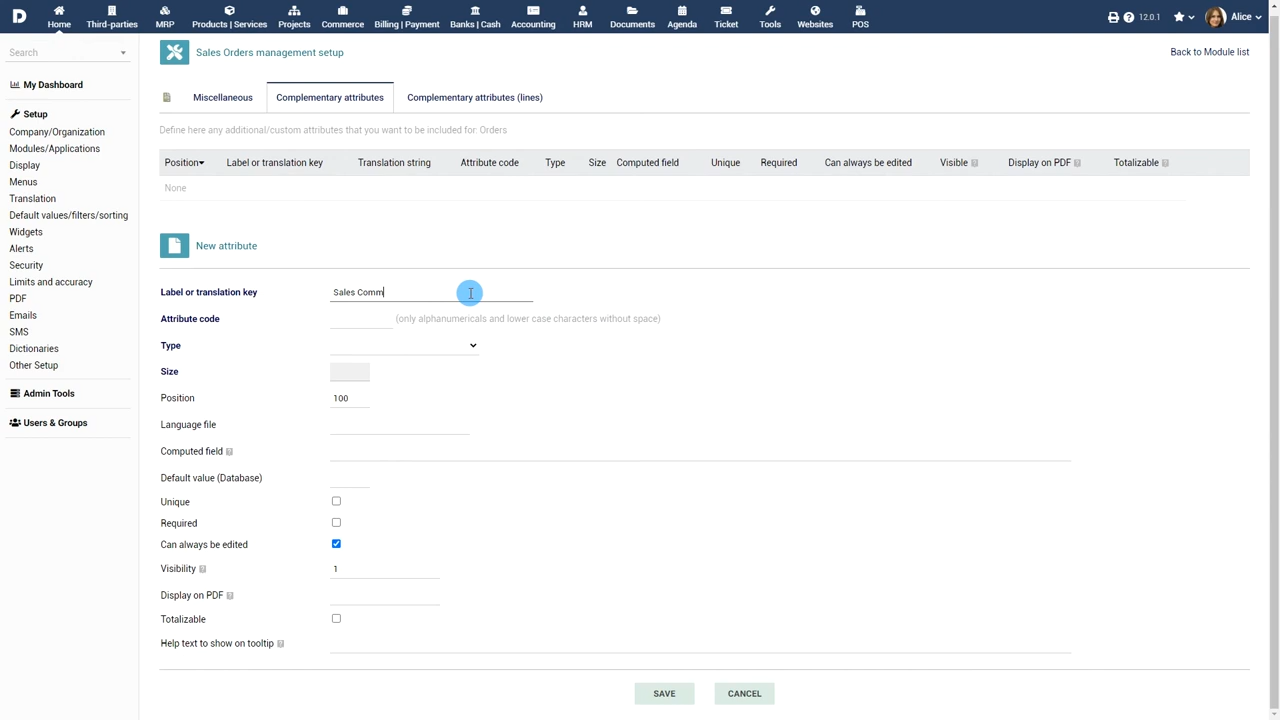 Home Third-parties MRP Products | Services Projects Commerce Billing | Payment Banks | Cash Accounting HRM Documents Agenda Ticket Tools Websites POS 12.0.1 Alice
Search
Sales Orders management setup Back to Module list
My Dashboard
Setup
Company/Organization
Modules/Applications
Display
Menus
Translation
Default values/filters/sorting
Widgets
Alerts
Security
Limits and accuracy
PDF
Emails
SMS
Dictionaries
Other Setup
Admin Tools
Users & Groups
Miscellaneous Complementary attributes Complementary attributes (lines)
Define here any additional/custom attributes that you want to be included for: Orders
Position Label or translation key Translation string Attribute code Type Size Computed field Unique Required Can always be edited Visible ? Display on PDF ? Totalizable ?
None
New attribute
Label or translation key Sales Comm
Attribute code (only alphanumericals and lower case characters without space)
Type
Size
Position 100
Language file
Computed field ?
Default value (Database)
Unique
Required
Can always be edited
Visibility ? 1
Display on PDF ?
Totalizable
Help text to show on tooltip ?
SAVE CANCEL